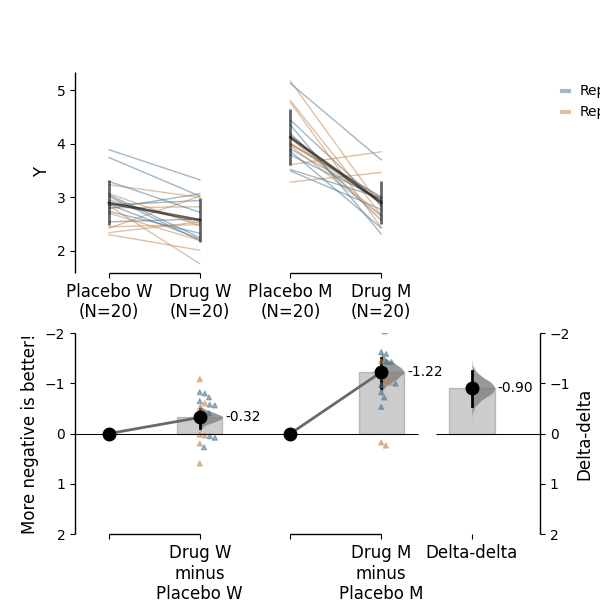 Y
5
4
3
2
Rep
Rep
Placebo W
(N=20)
Drug W
(N=20)
Placebo M
(N=20)
Drug M
(N=20)
More negative is better!
−2
−1
0
1
2
-0.32
-1.22
-0.90
−2
−1
0
1
2
Delta-delta
Drug W
minus
Placebo W
Drug M
minus
Placebo M
Delta-delta